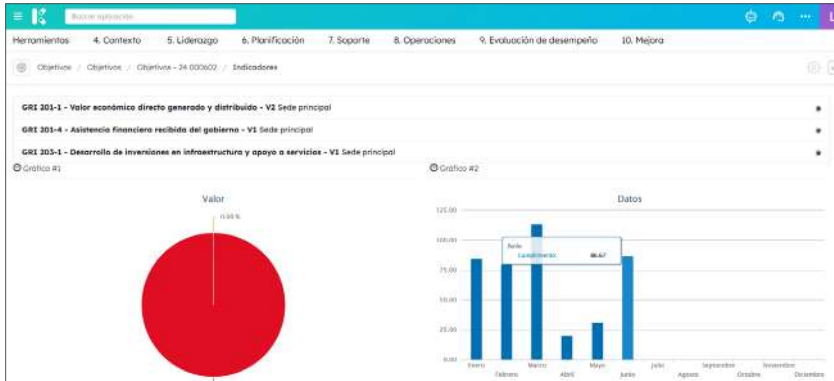 Buscar aplicación
Herramientas 4. Contexto 5. Liderazgo 6. Planificación 7. Soporte 8. Operaciones 9. Evaluación de desempeño 10. Mejora
Objetivos / Objetivos / Objetivos - 24 000602 / Indicadores
GRI 201-1 - Valor económico directo generado y distribuido - V2 Sede principal
GRI 201-4 - Asistencia financiera recibida del gobierno - V1 Sede principal
GRI 203-1 - Desarrollo de inversiones en infraestructura y apoyo a servicios - V1 Sede principal
Gráfico #1
Gráfico #2
Valor
0.00 %
Datos
125.00
100.00
75.00
50.00
25.00
0.00
Junio
Cumplimiento 86.67
Enero Febrero Marzo Abril Mayo Junio Julio Agosto Septiembre Octubre Noviembre Diciembre